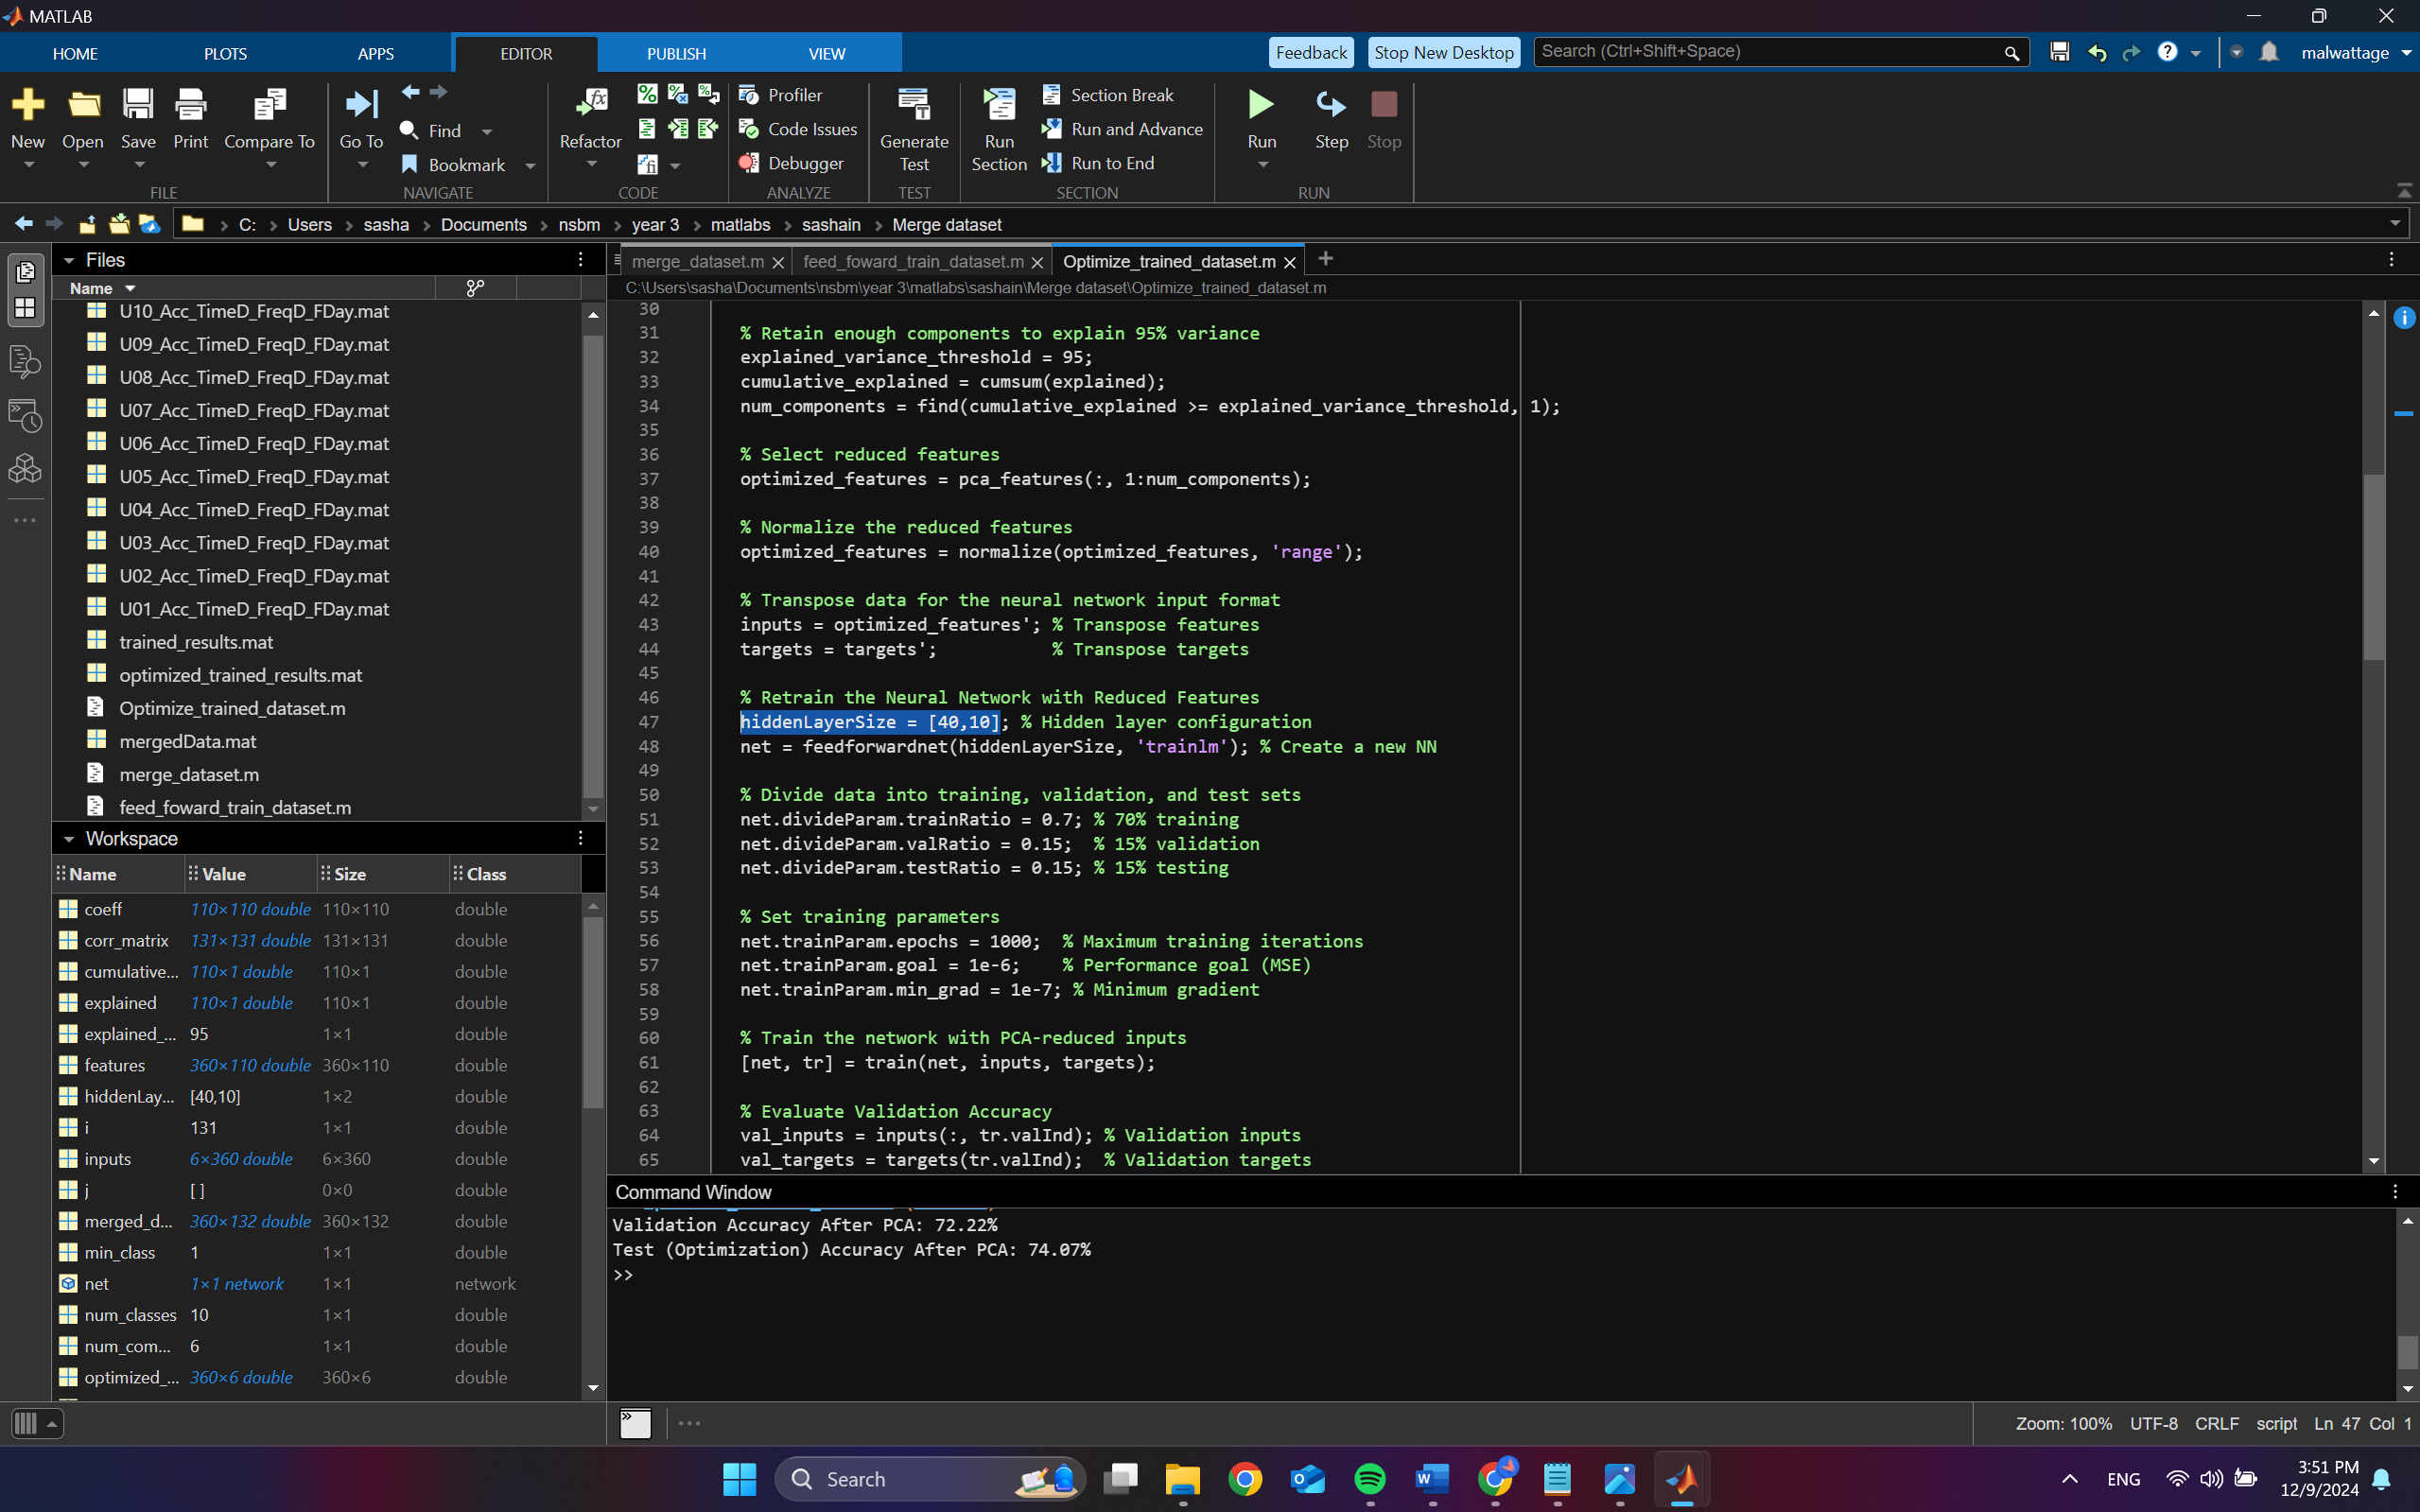 MATLAB
HOME PLOTS APPS EDITOR PUBLISH VIEW Feedback Stop New Desktop Search (Ctrl+Shift+Space) malwattage
New Open Save Print Compare To Go To Find Bookmark Refactor Profiler Code Issues Debugger Generate Test Run Section Section Break Run and Advance Run to End Run Step Stop
FILE NAVIGATE CODE ANALYZE TEST SECTION RUN
C: › Users › sasha › Documents › nsbm › year 3 › matlabs › sashain › Merge dataset
Files
Name
U10_Acc_TimeD_FreqD_FDay.mat
U09_Acc_TimeD_FreqD_FDay.mat
U08_Acc_TimeD_FreqD_FDay.mat
U07_Acc_TimeD_FreqD_FDay.mat
U06_Acc_TimeD_FreqD_FDay.mat
U05_Acc_TimeD_FreqD_FDay.mat
U04_Acc_TimeD_FreqD_FDay.mat
U03_Acc_TimeD_FreqD_FDay.mat
U02_Acc_TimeD_FreqD_FDay.mat
U01_Acc_TimeD_FreqD_FDay.mat
trained_results.mat
optimized_trained_results.mat
Optimize_trained_dataset.m
mergedData.mat
merge_dataset.m
feed_foward_train_dataset.m
Workspace
Name Value Size Class
coeff 110×110 double 110×110 double
corr_matrix 131×131 double 131×131 double
cumulative... 110×1 double 110×1 double
explained 110×1 double 110×1 double
explained_... 95 1×1 double
features 360×110 double 360×110 double
hiddenLay... [40,10] 1×2 double
i 131 1×1 double
inputs 6×360 double 6×360 double
j [ ] 0×0 double
merged_d... 360×132 double 360×132 double
min_class 1 1×1 double
net 1×1 network 1×1 network
num_classes 10 1×1 double
num_com... 6 1×1 double
optimized_... 360×6 double 360×6 double
merge_dataset.m feed_foward_train_dataset.m Optimize_trained_dataset.m
C:\Users\sasha\Documents\nsbm\year 3\matlabs\sashain\Merge dataset\Optimize_trained_dataset.m
30
31 % Retain enough components to explain 95% variance
32 explained_variance_threshold = 95;
33 cumulative_explained = cumsum(explained);
34 num_components = find(cumulative_explained >= explained_variance_threshold, 1);
35
36 % Select reduced features
37 optimized_features = pca_features(:, 1:num_components);
38
39 % Normalize the reduced features
40 optimized_features = normalize(optimized_features, 'range');
41
42 % Transpose data for the neural network input format
43 inputs = optimized_features'; % Transpose features
44 targets = targets'; % Transpose targets
45
46 % Retrain the Neural Network with Reduced Features
47 hiddenLayerSize = [40,10]; % Hidden layer configuration
48 net = feedforwardnet(hiddenLayerSize, 'trainlm'); % Create a new NN
49
50 % Divide data into training, validation, and test sets
51 net.divideParam.trainRatio = 0.7; % 70% training
52 net.divideParam.valRatio = 0.15; % 15% validation
53 net.divideParam.testRatio = 0.15; % 15% testing
54
55 % Set training parameters
56 net.trainParam.epochs = 1000; % Maximum training iterations
57 net.trainParam.goal = 1e-6; % Performance goal (MSE)
58 net.trainParam.min_grad = 1e-7; % Minimum gradient
59
60 % Train the network with PCA-reduced inputs
61 [net, tr] = train(net, inputs, targets);
62
63 % Evaluate Validation Accuracy
64 val_inputs = inputs(:, tr.valInd); % Validation inputs
65 val_targets = targets(tr.valInd); % Validation targets
Command Window
Validation Accuracy After PCA: 72.22%
Test (Optimization) Accuracy After PCA: 74.07%
>>
Zoom: 100% UTF-8 CRLF script Ln 47 Col 1
Search
ENG 3:51 PM
12/9/2024